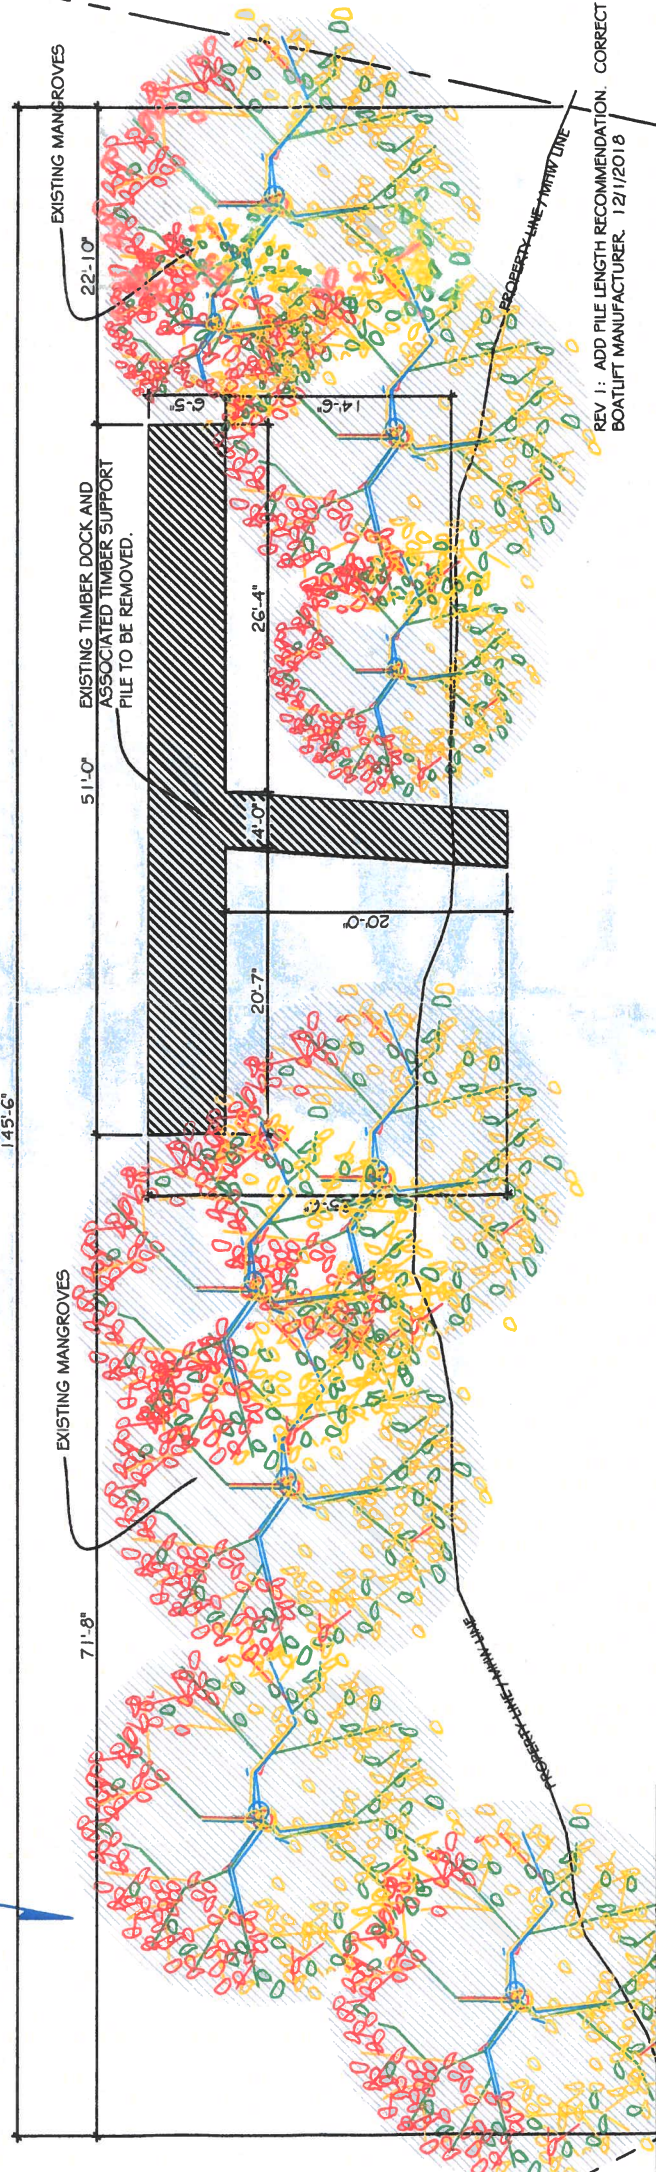 145'-6"
71'-8"
51'-0"
22'-10"
EXISTING MANGROVES
EXISTING TIMBER DOCK AND
ASSOCIATED TIMBER SUPPORT
PILE TO BE REMOVED.
EXISTING MANGROVES
6'-5"
14'-6"
20'-7"
4'-0"
26'-4"
20'-0"
PROPERTY LINE / MHW LINE
PROPERTY LINE / MHW LINE
REV 1: ADD PILE LENGTH RECOMMENDATION. CORRECT
BOATLIFT MANUFACTURER. 12/1/2018